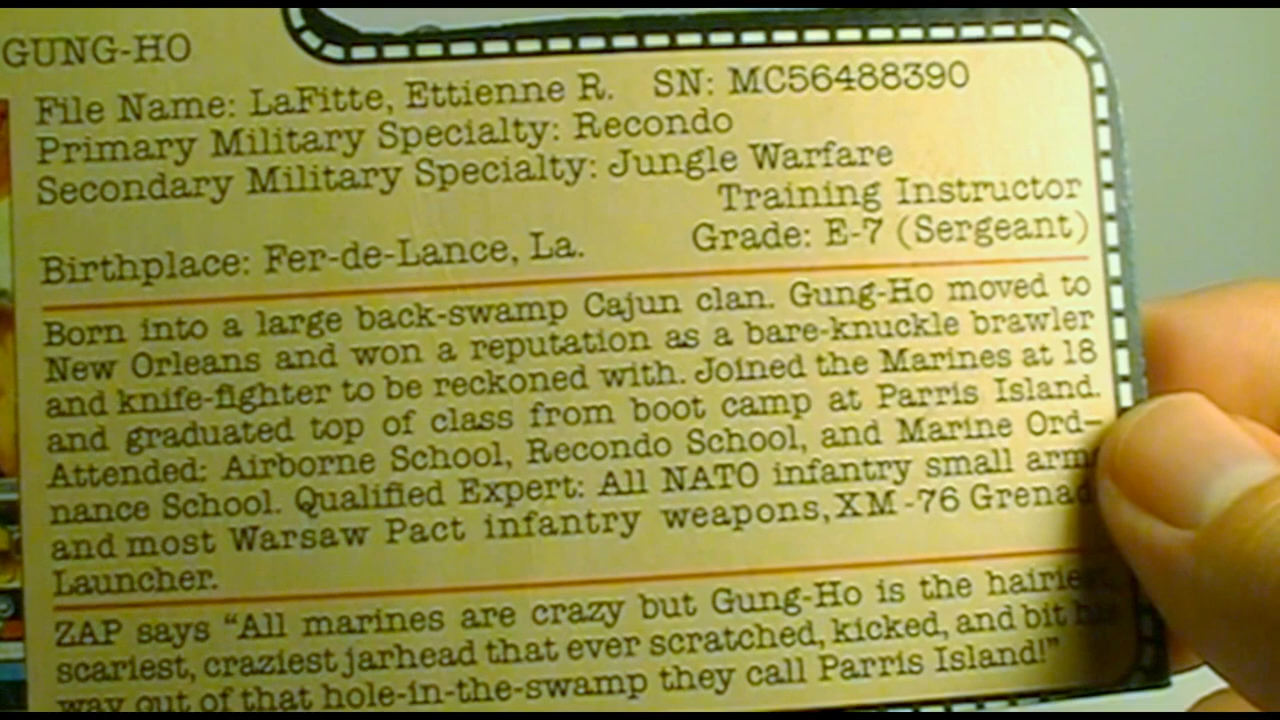 GUNG-HO
File Name: LaFitte, Ettienne R. SN: MC56488390
Primary Military Specialty: Recondo
Secondary Military Specialty: Jungle Warfare
Training Instructor
Birthplace: Fer-de-Lance, La. Grade: E-7 (Sergeant)
Born into a large back-swamp Cajun clan. Gung-Ho moved to
New Orleans and won a reputation as a bare-knuckle brawler
and knife-fighter to be reckoned with. Joined the Marines at 18
and graduated top of class from boot camp at Parris Island.
Attended: Airborne School, Recondo School, and Marine Ord-
nance School. Qualified Expert: All NATO infantry small arm
and most Warsaw Pact infantry weapons, XM-76 Grenad
Launcher.
ZAP says "All marines are crazy but Gung-Ho is the hairiest,
scariest, craziest jarhead that ever scratched, kicked, and bit his
way out of that hole-in-the-swamp they call Parris Island!"